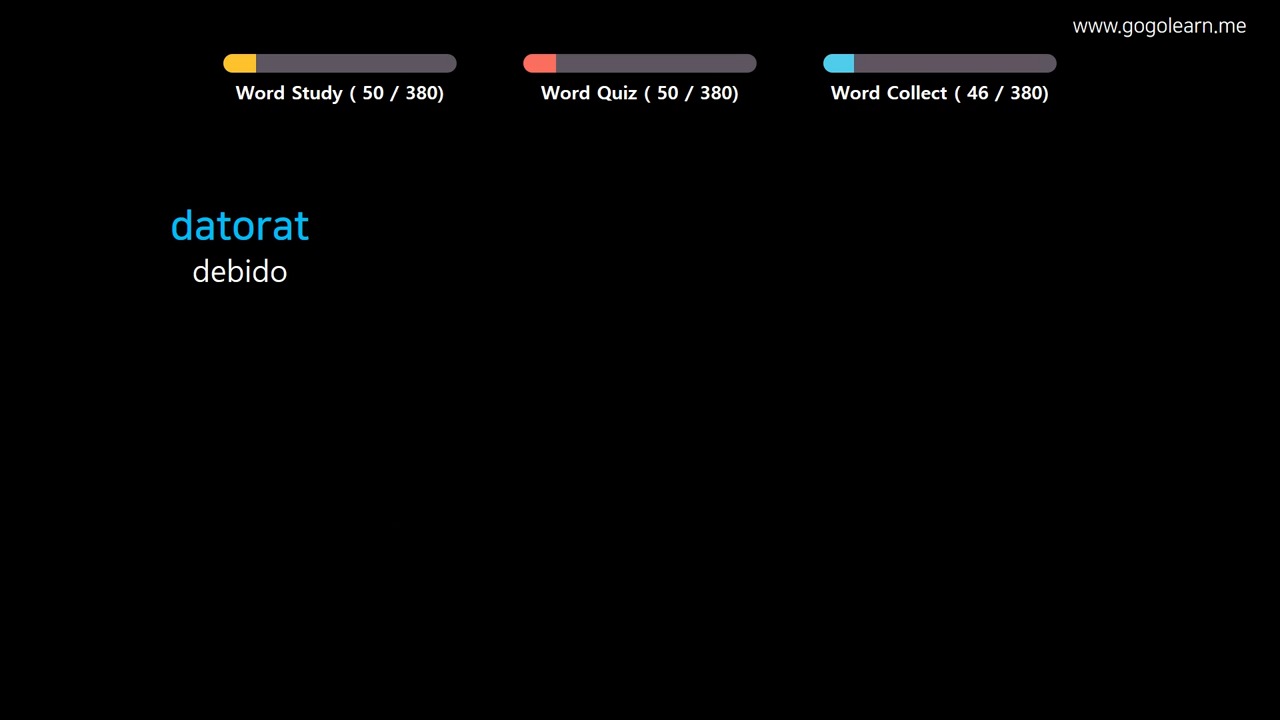 www.gogolearn.me
Word Study ( 50 / 380)
Word Quiz ( 50 / 380)
Word Collect ( 46 / 380)
datorat
debido